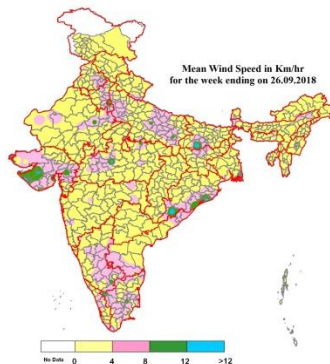 Mean Wind Speed in Km/hr
for the week ending on 26.09.2018
No Data 0 4 8 12 >12